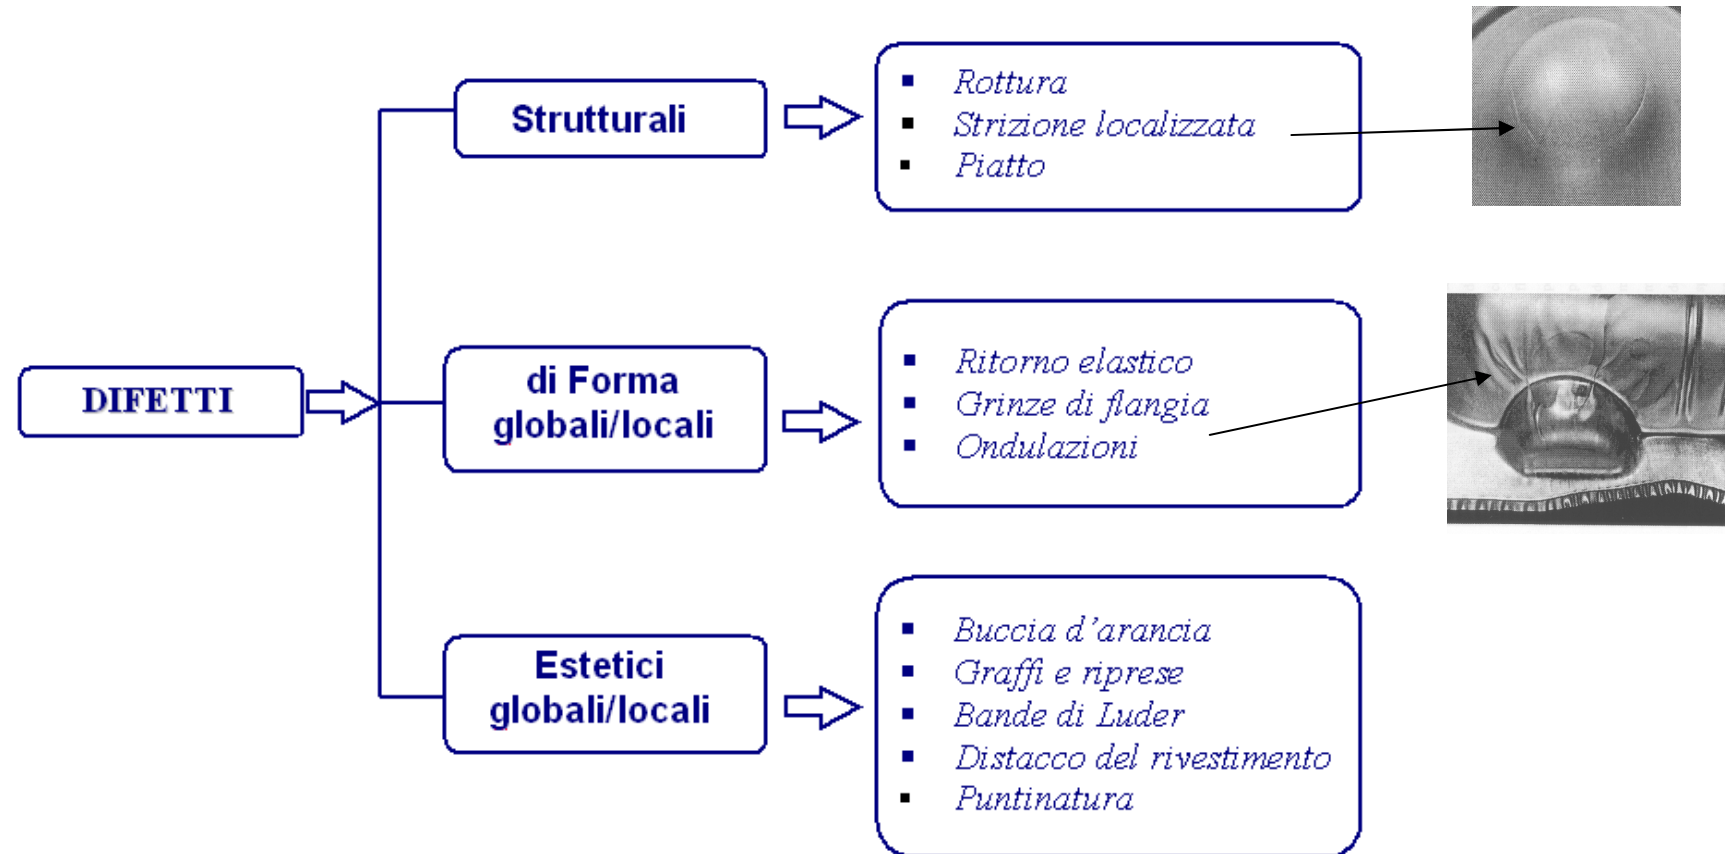 DIFETTI
Strutturali
Rottura
Strizione localizzata
Piatto
di Forma
globali/locali
Ritorno elastico
Grinze di flangia
Ondulazioni
Estetici
globali/locali
Buccia d'arancia
Graffi e riprese
Bande di Luder
Distacco del rivestimento
Puntinatura